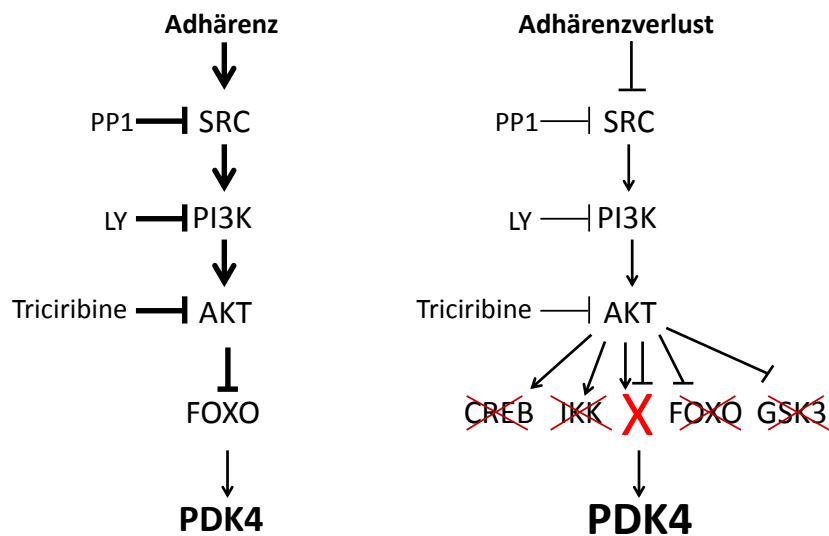 Adhärenz
PP1 SRC
LY PI3K
Triciribine AKT
FOXO
PDK4
Adhärenzverlust
PP1 SRC
LY PI3K
Triciribine AKT
CREB IKK X FOXO GSK3
PDK4